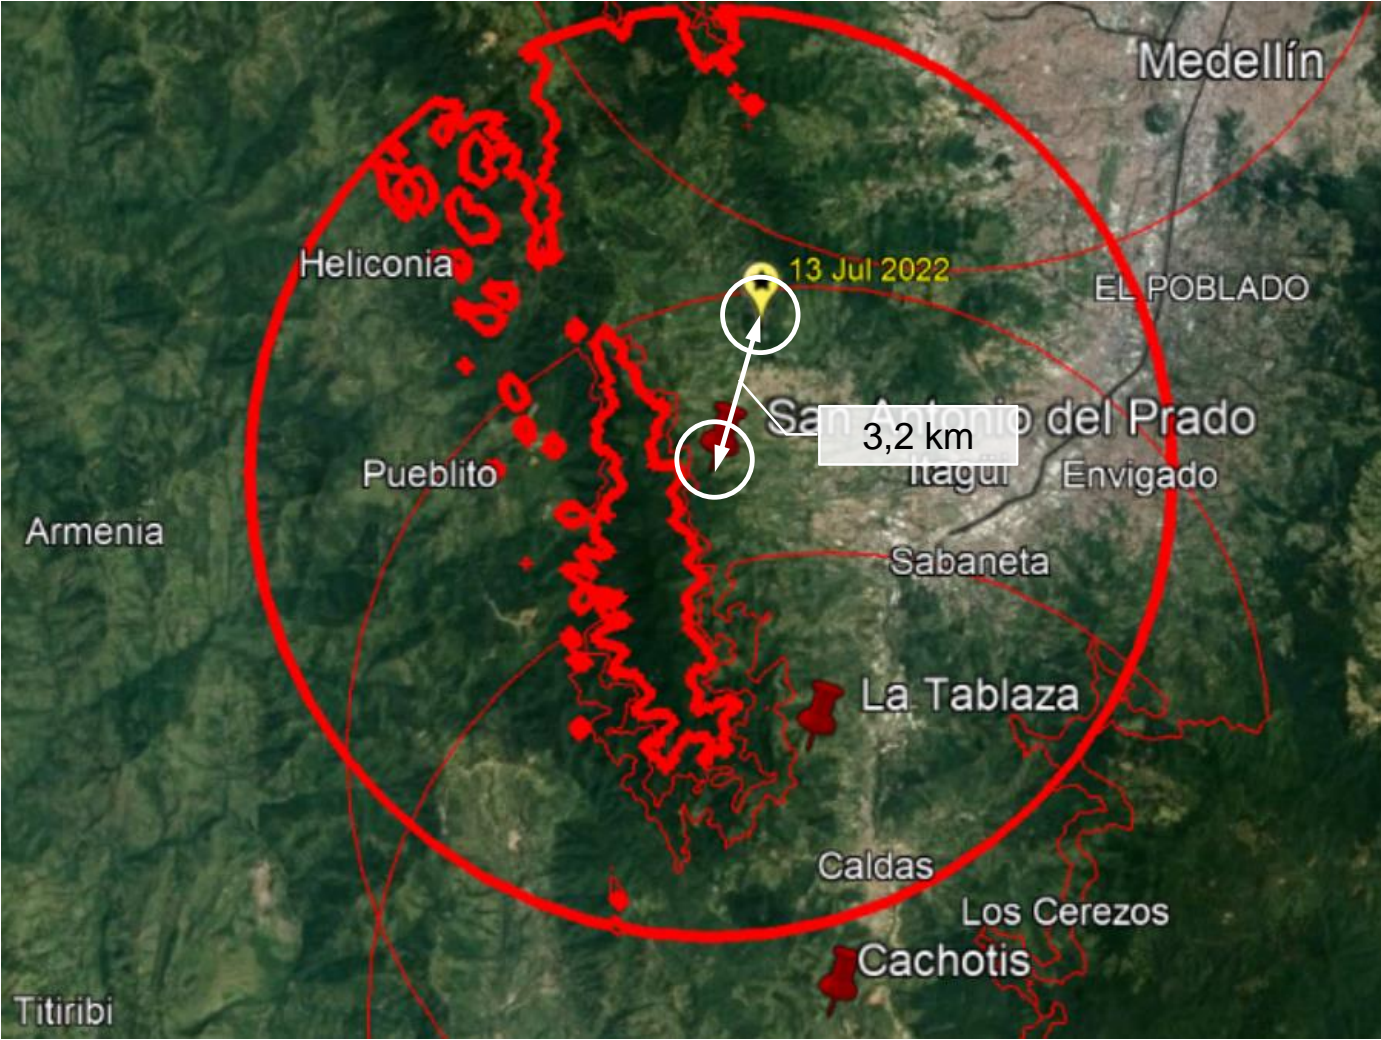 Medellín
Heliconia
13 Jul 2022
EL POBLADO
San Antonio del Prado
3,2 km
Pueblito
Itagüí
Envigado
Armenia
Sabaneta
La Tablaza
Caldas
Los Cerezos
Cachotis
Titiribi